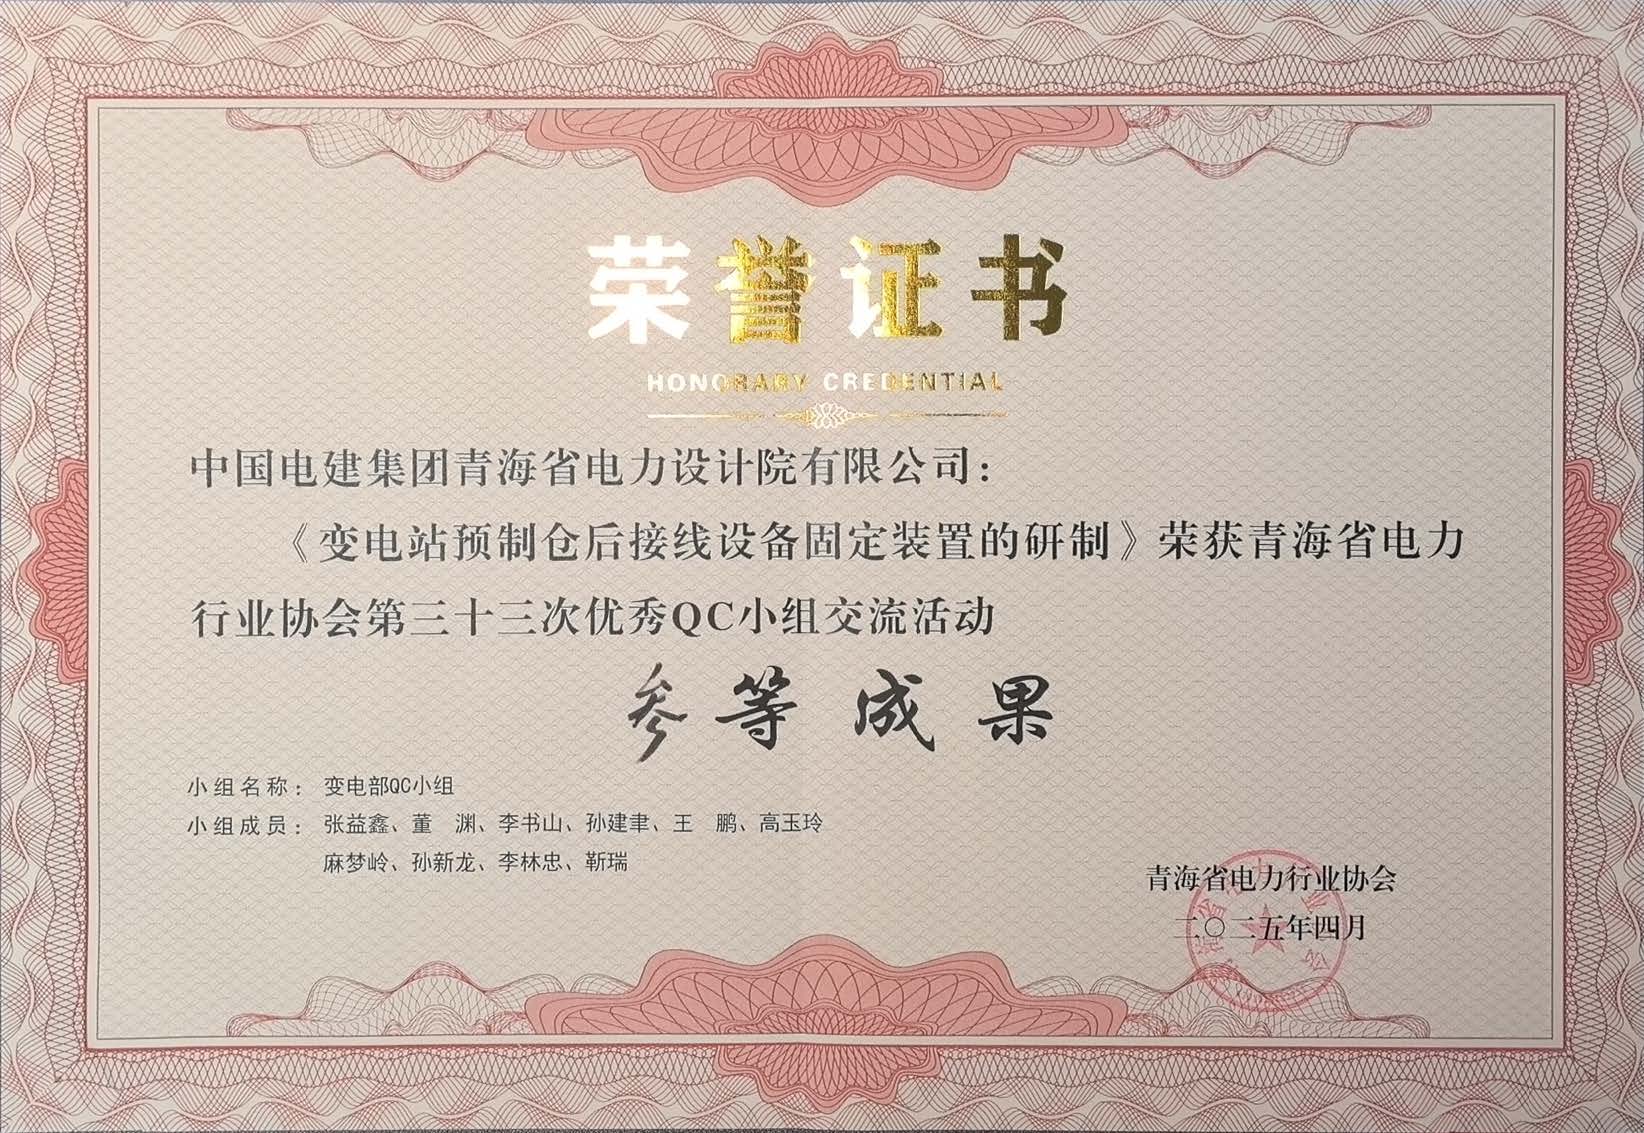 荣誉证书
HONORARY CREDENTIAL
中国电建集团青海省电力设计院有限公司：
《变电站预制仓后接线设备固定装置的研制》荣获青海省电力
行业协会第三十三次优秀QC小组交流活动
参等成果
小组名称：变电部QC小组
小组成员：张益鑫、董　渊、李书山、孙建聿、王　鹏、高玉玲
麻梦岭、孙新龙、李林忠、靳瑞
青海省电力行业协会
二〇二五年四月